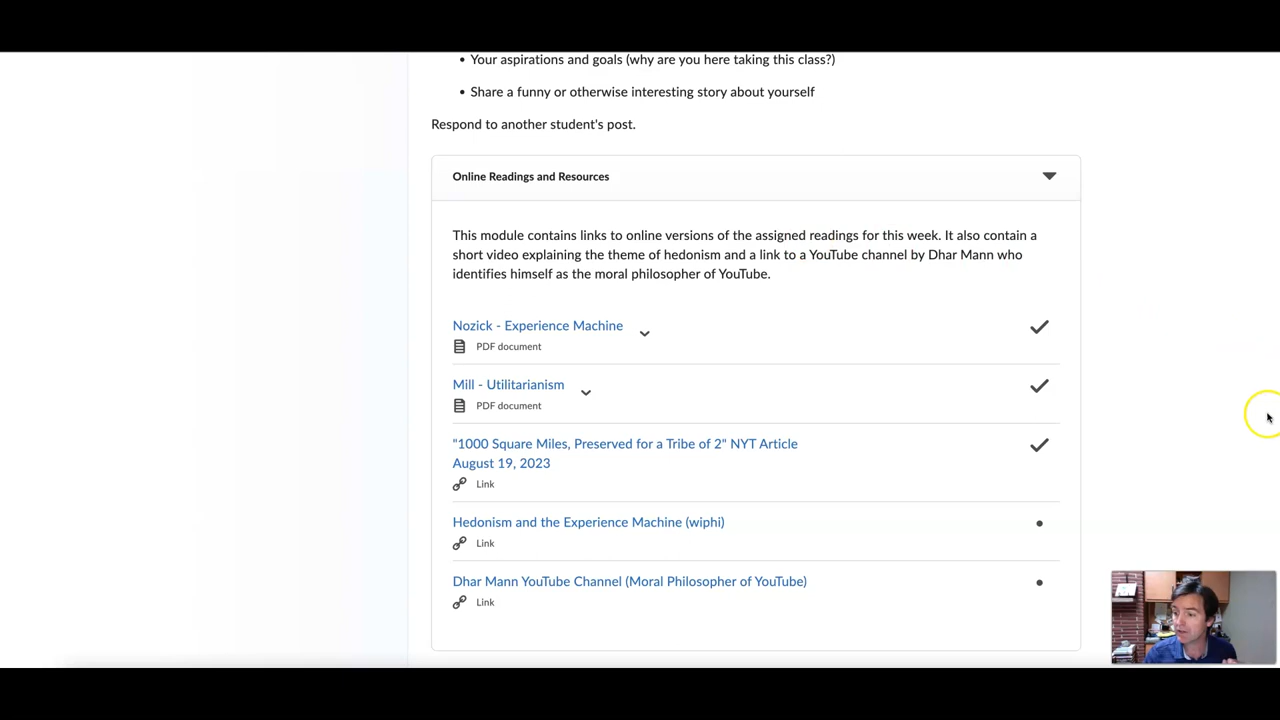 Your aspirations and goals (why are you here taking this class?)
Share a funny or otherwise interesting story about yourself
Respond to another student's post.
Online Readings and Resources
This module contains links to online versions of the assigned readings for this week. It also contain a
short video explaining the theme of hedonism and a link to a YouTube channel by Dhar Mann who
identifies himself as the moral philosopher of YouTube.
Nozick - Experience Machine
PDF document
Mill - Utilitarianism
PDF document
"1000 Square Miles, Preserved for a Tribe of 2" NYT Article
August 19, 2023
Link
Hedonism and the Experience Machine (wiphi)
Link
Dhar Mann YouTube Channel (Moral Philosopher of YouTube)
Link